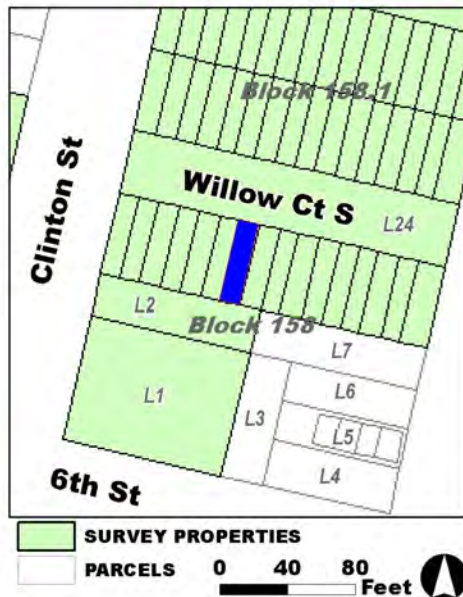 Block 158.1
Clinton St
Willow Ct S
L24
L2
Block 158
L7
L1
L3
L6
L5
L4
6th St
SURVEY PROPERTIES
PARCELS
0 40 80
Feet